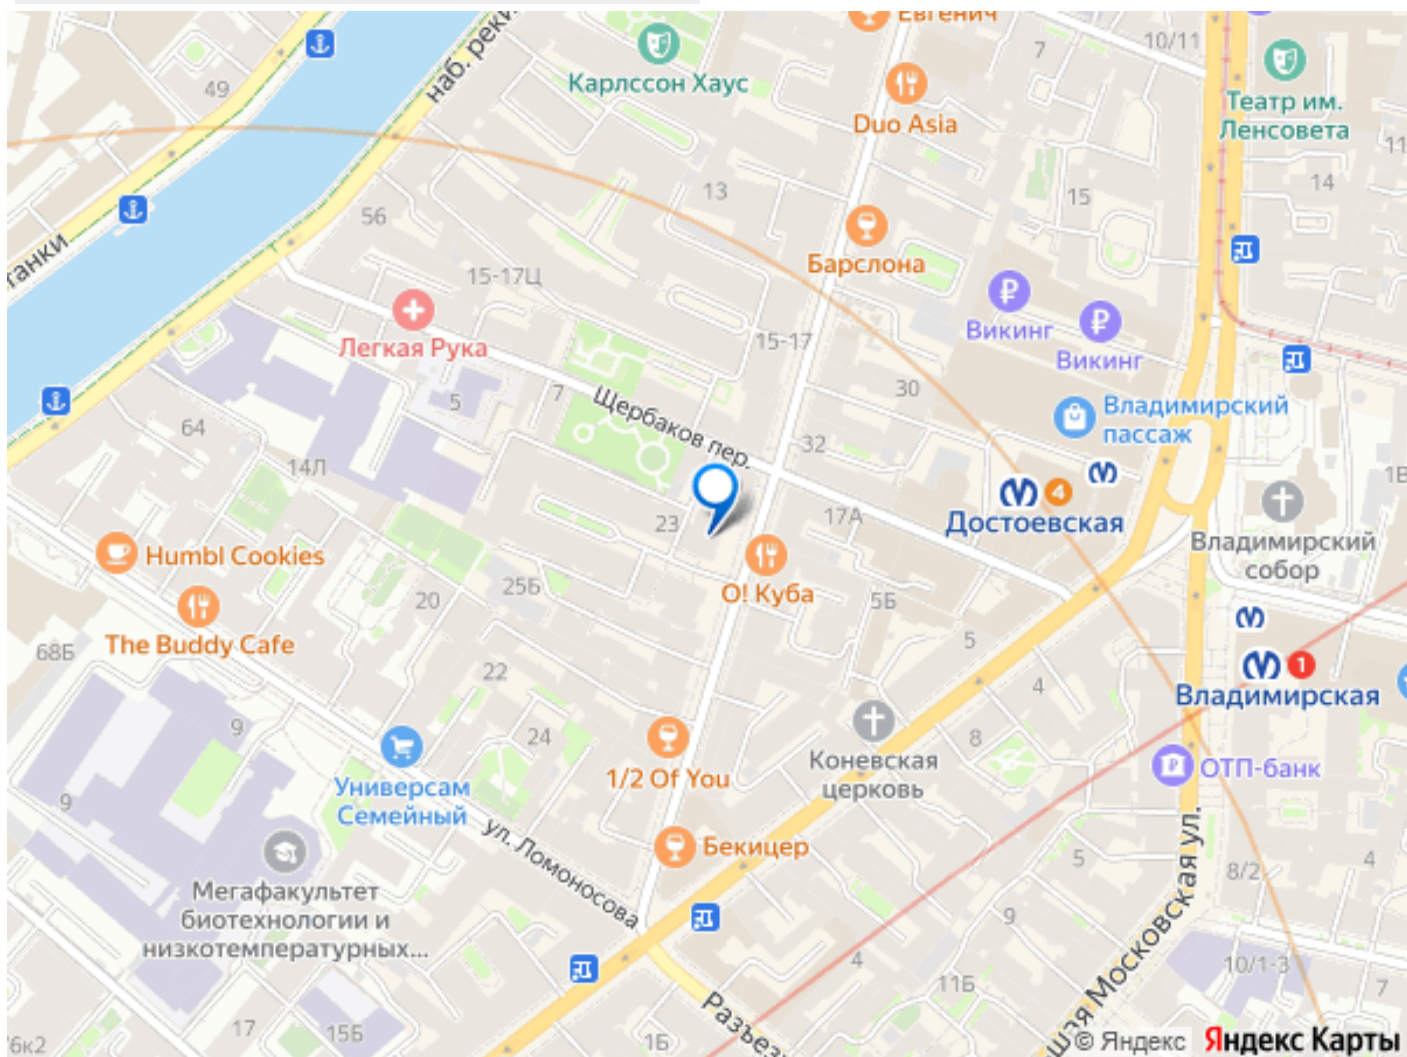 Евгенич
наб. реки
10/11
7
49
Карлссон Хаус
Duo Asia
Театр им.
Ленсовета
11
14
13
15
56
танки
Барслона
15-17Ц
Викинг
Викинг
15-17
Легкая Рука
30
5
7
Щербаков пер.
Владимирский
пассаж
64
32
14Л
1В
4
Достоевская
17А
23
Владимирский
собор
Humbl Cookies
О! Куба
25Б
20
5Б
The Buddy Cafe
68Б
5
22
1
Владимирская
4
9
24
8
1/2 Of You
Коневская
церковь
ОТП-банк
Универсам
Семейный
9
ул. Ломоносова
Бекицер
5
4
8/2
Мегафакультет
биотехнологии и
низкотемпературных...
9
4
10/1-3
11Б
7
Московская ул.
Разъез
17
15Б
1Б
6к2
© Яндекс Яндекс Карты